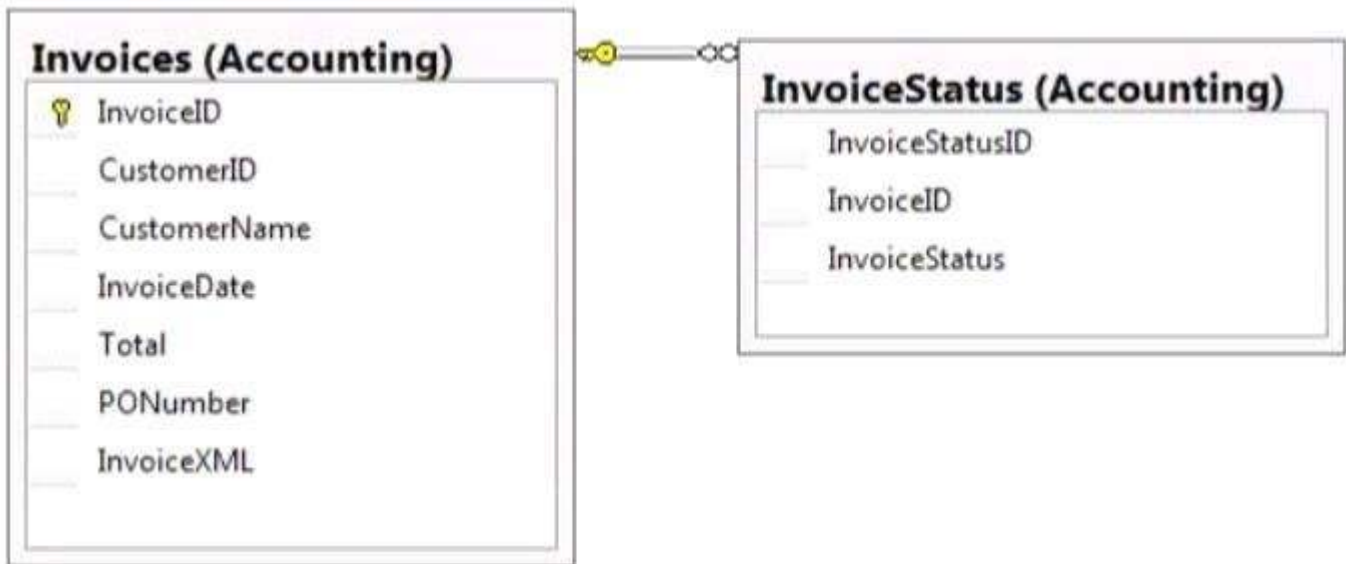 Invoices (Accounting)
InvoiceID
CustomerID
CustomerName
InvoiceDate
Total
PONumber
InvoiceXML
InvoiceStatus (Accounting)
InvoiceStatusID
InvoiceID
InvoiceStatus